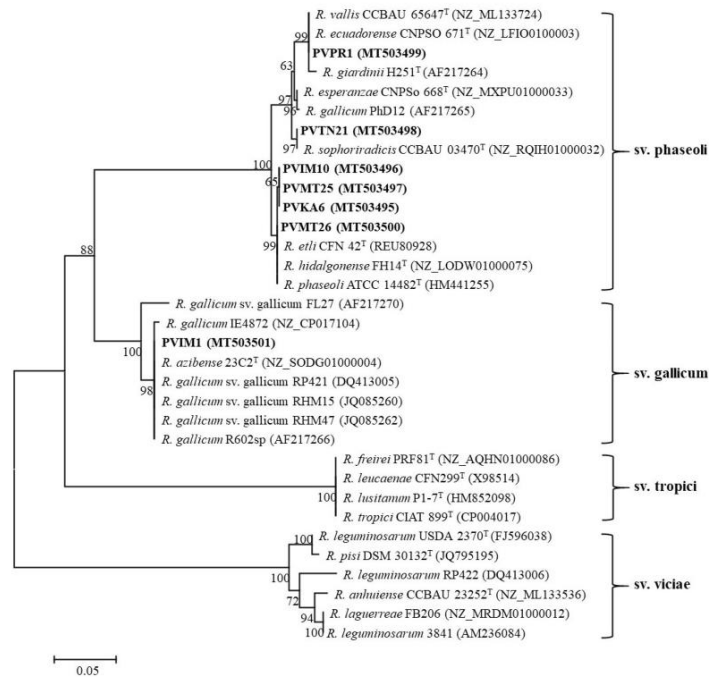 R. vallis CCBAU 65647T (NZ_ML133724)
R. ecuadorense CNPSO 671T (NZ_LFIO0100003)
99
PVPR1 (MT503499)
63
R. giardinii H251T (AF217264)
R. esperanzae CNPSo 668T (NZ_MXPU01000033)
97
96
R. gallicum PhD12 (AF217265)
PVTN21 (MT503498)
97
R. sophoriradicis CCBAU 03470T (NZ_RQIH01000032)
sv. phaseoli
100
PVIM10 (MT503496)
65
PVMT25 (MT503497)
PVKA6 (MT503495)
PVMT26 (MT503500)
99
R. etli CFN 42T (REU80928)
88
R. hidalgonense FH14T (NZ_LODW01000075)
R. phaseoli ATCC 14482T (HM441255)
R. gallicum sv. gallicum FL27 (AF217270)
R. gallicum IE4872 (NZ_CP017104)
100
PVIM1 (MT503501)
R. azibense 23C2T (NZ_SODG01000004)
sv. gallicum
R. gallicum sv. gallicum RP421 (DQ413005)
98
R. gallicum sv. gallicum RHM15 (JQ085260)
R. gallicum sv. gallicum RHM47 (JQ085262)
R. gallicum R602sp (AF217266)
R. freirei PRF81T (NZ_AQHN01000086)
R. leucaenae CFN299T (X98514)
sv. tropici
100
R. lusitanum P1-7T (HM852098)
R. tropici CIAT 899T (CP004017)
R. leguminosarum USDA 2370T (FJ596038)
100
R. pisi DSM 30132T (JQ795195)
100
R. leguminosarum RP422 (DQ413006)
sv. viciae
72
R. anhuiense CCBAU 23252T (NZ_ML133536)
94
R. laguerreae FB206 (NZ_MRDM01000012)
100
R. leguminosarum 3841 (AM236084)
0.05